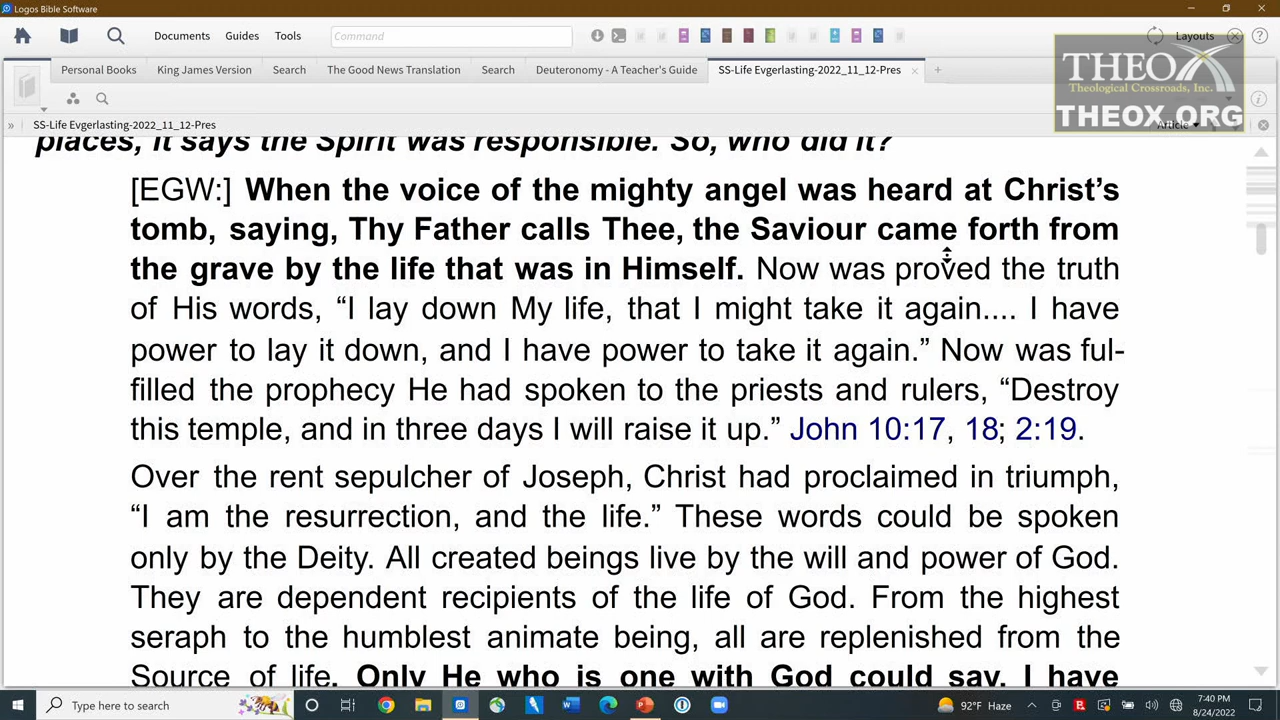 Logos Bible Software
Documents Guides Tools Command Layouts
Personal Books King James Version Search The Good News Version Search Deuteronomy - A Teacher's Guide SS-Life Evgerlasting-2022_11_12-Pres
THEOX
Theological Crossroads, Inc.
THEOX.ORG
SS-Life Evgerlasting-2022_11_12-Pres Article
places, it says the Spirit was responsible. So, who did it?
[EGW:] When the voice of the mighty angel was heard at Christ’s
tomb, saying, Thy Father calls Thee, the Saviour came forth from
the grave by the life that was in Himself. Now was proved the truth
of His words, “I lay down My life, that I might take it again.... I have
power to lay it down, and I have power to take it again.” Now was ful-
filled the prophecy He had spoken to the priests and rulers, “Destroy
this temple, and in three days I will raise it up.” John 10:17, 18; 2:19.
Over the rent sepulcher of Joseph, Christ had proclaimed in triumph,
“I am the resurrection, and the life.” These words could be spoken
only by the Deity. All created beings live by the will and power of God.
They are dependent recipients of the life of God. From the highest
seraph to the humblest animate being, all are replenished from the
Source of life. Only He who is one with God could say, I have
Type here to search
92°F Haze
7:40 PM
8/24/2022